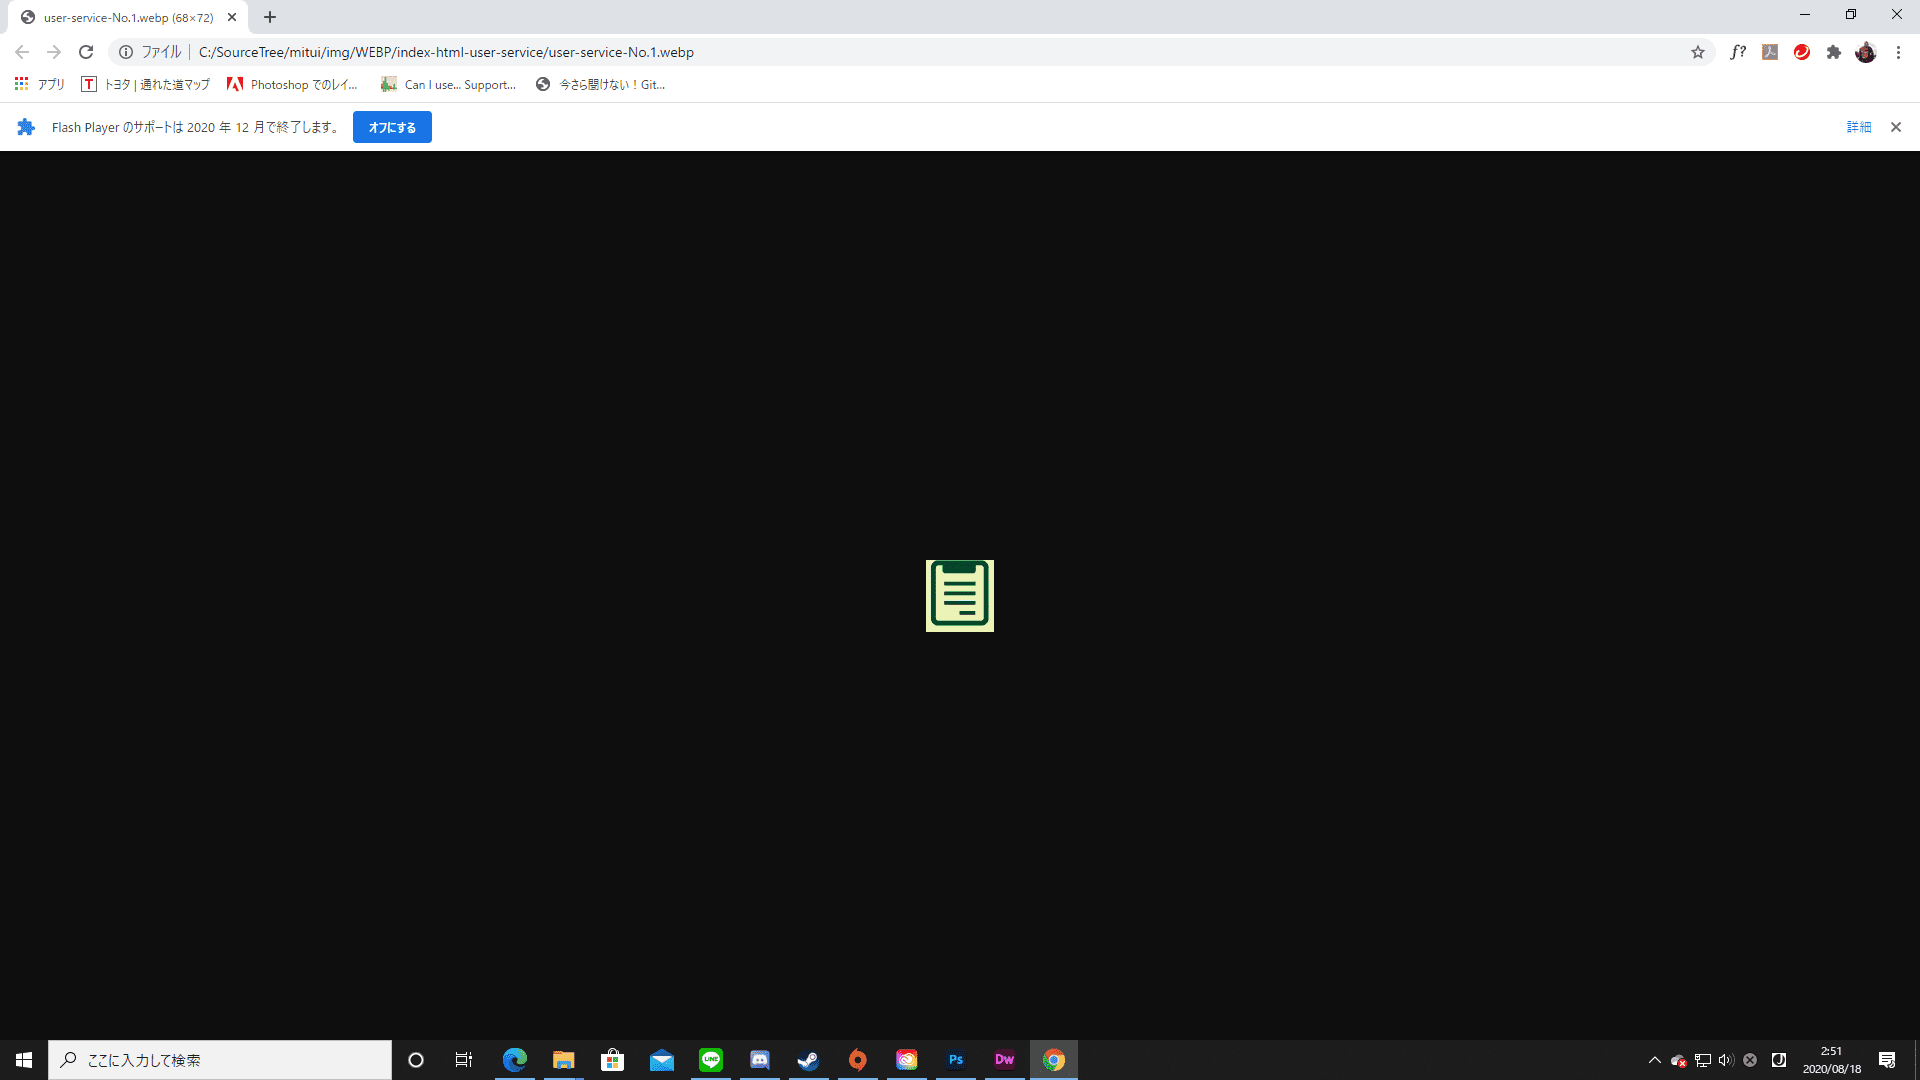 user-service-No.1.webp (68×72)
ファイル
C:/SourceTree/mitui/img/WEBP/index-html-user-service/user-service-No.1.webp
f?
アプリ
T
トヨタ | 通れた道マップ
Photoshop でのレイ...
Can I use... Support...
今さら聞けない！Git...
Flash Player のサポートは 2020 年 12 月で終了します。
オフにする
詳細
ここに入力して検索
LINE
Ps
Dw
2:51
2020/08/18